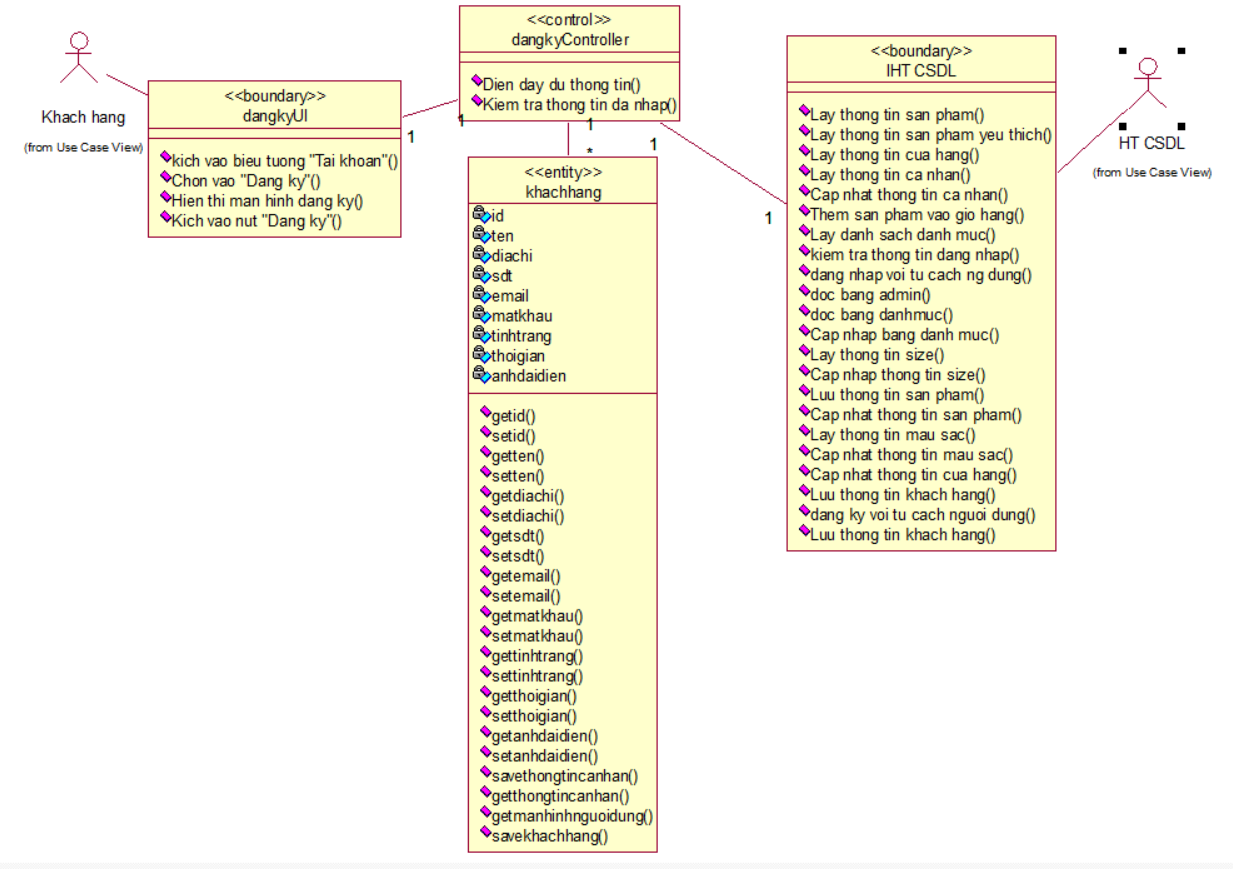 Khach hang
(from Use Case View)
<<boundary>>
dangkyUI
kich vao bieu tuong "Tai khoan"()
Chon vao "Dang ky"()
Hien thi man hinh dang ky()
Kich vao nut "Dang ky"()
1
1
<<control>>
dangkyController
Dien day du thong tin()
Kiem tra thong tin da nhap()
1
*
1
1
<<entity>>
khachhang
id
ten
diachi
sdt
email
matkhau
tinhtrang
thoigian
anhdaidien
getid()
setid()
getten()
setten()
getdiachi()
setdiachi()
getsdt()
setsdt()
getemail()
setemail()
getmatkhau()
setmatkhau()
gettinhtrang()
settinhtrang()
getthoigian()
setthoigian()
getanhdaidien()
setanhdaidien()
savethongtincanhan()
getthongtincanhan()
getmanhinhnguoidung()
savekhachhang()
<<boundary>>
IHT CSDL
Lay thong tin san pham()
Lay thong tin san pham yeu thich()
Lay thong tin cua hang()
Lay thong tin ca nhan()
Cap nhat thong tin ca nhan()
Them san pham vao gio hang()
Lay danh sach danh muc()
kiem tra thong tin dang nhap()
dang nhap voi tu cach ng dung()
doc bang admin()
doc bang danhmuc()
Cap nhap bang danh muc()
Lay thong tin size()
Cap nhap thong tin size()
Luu thong tin san pham()
Cap nhat thong tin san pham()
Lay thong tin mau sac()
Cap nhat thong tin mau sac()
Cap nhat thong tin cua hang()
Luu thong tin khach hang()
dang ky voi tu cach nguoi dung()
Luu thong tin khach hang()
HT CSDL
(from Use Case View)